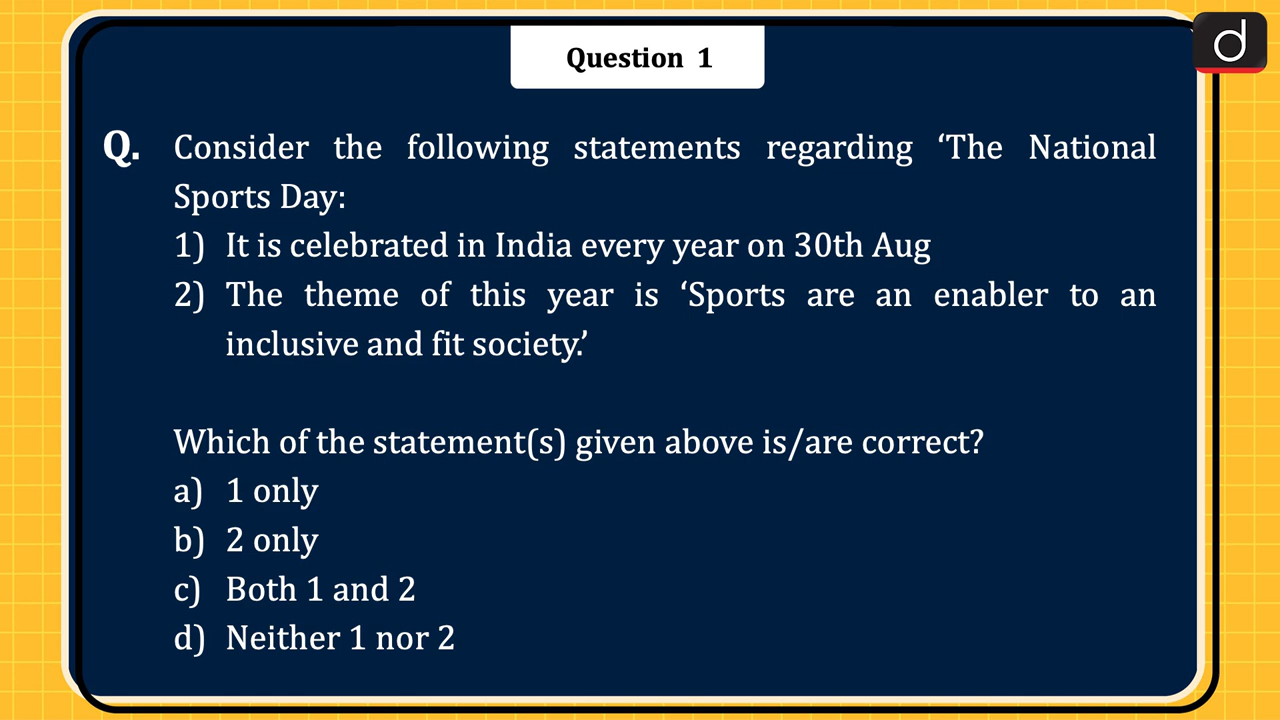 Question 1
d
Q. Consider the following statements regarding ‘The National
Sports Day:
1) It is celebrated in India every year on 30th Aug
2) The theme of this year is ‘Sports are an enabler to an
inclusive and fit society.’
Which of the statement(s) given above is/are correct?
a) 1 only
b) 2 only
c) Both 1 and 2
d) Neither 1 nor 2